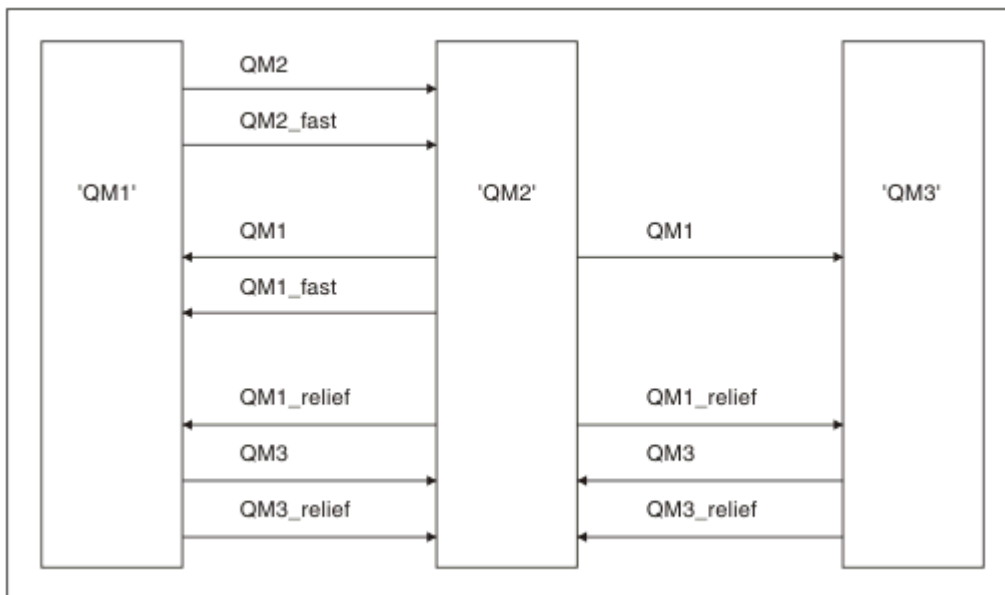 QM2
QM2_fast
'QM1' 'QM2' 'QM3'
QM1 QM1
QM1_fast
QM1_relief QM1_relief
QM3 QM3
QM3_relief QM3_relief